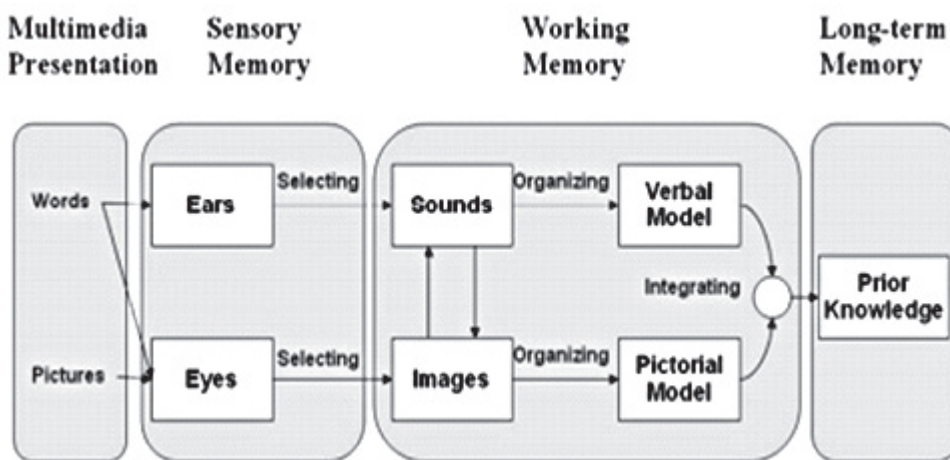 Multimedia
Presentation
Sensory
Memory
Working
Memory
Long-term
Memory
Words
Ears
Selecting
Sounds
Organizing
Verbal
Model
Integrating
Prior
Knowledge
Pictures
Eyes
Selecting
Images
Organizing
Pictorial
Model